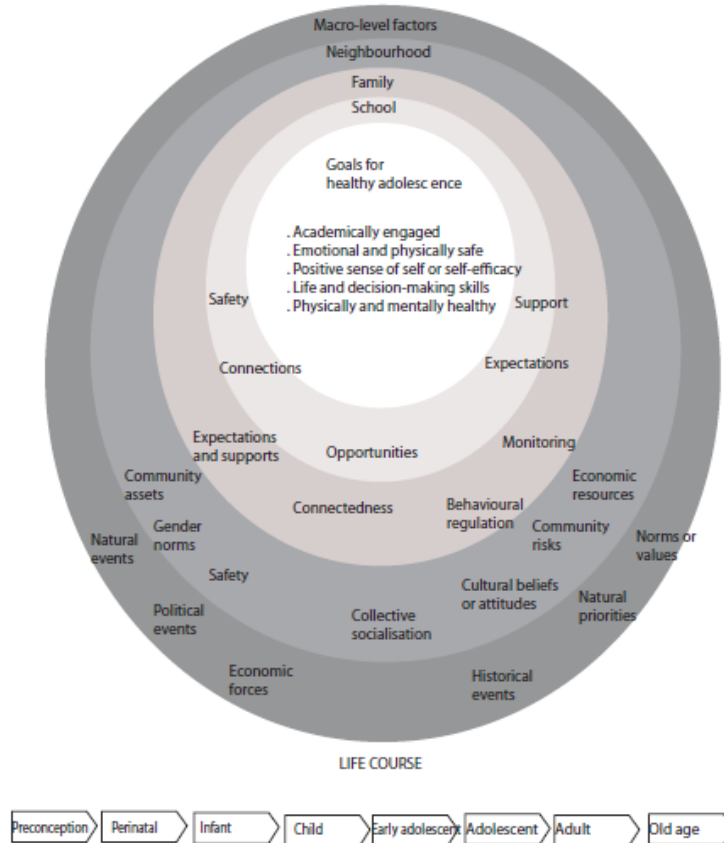 Macro-level factors
Neighbourhood
Family
School
Goals for
healthy adolesc ence
. Academically engaged
. Emotional and physically safe
. Positive sense of self or self-efficacy
. Life and decision-making skills
. Physically and mentally healthy
Safety
Support
Connections
Expectations
Expectations
and supports
Opportunities
Monitoring
Community
assets
Economic
resources
Connectedness
Behavioural
regulation
Gender
norms
Community
risks
Natural
events
Norms or
values
Safety
Cultural beliefs
or attitudes
Natural
priorities
Political
events
Collective
socialisation
Economic
forces
Historical
events
LIFE COURSE
Preconception
Perinatal
Infant
Child
Early adolescent
Adolescent
Adult
Old age